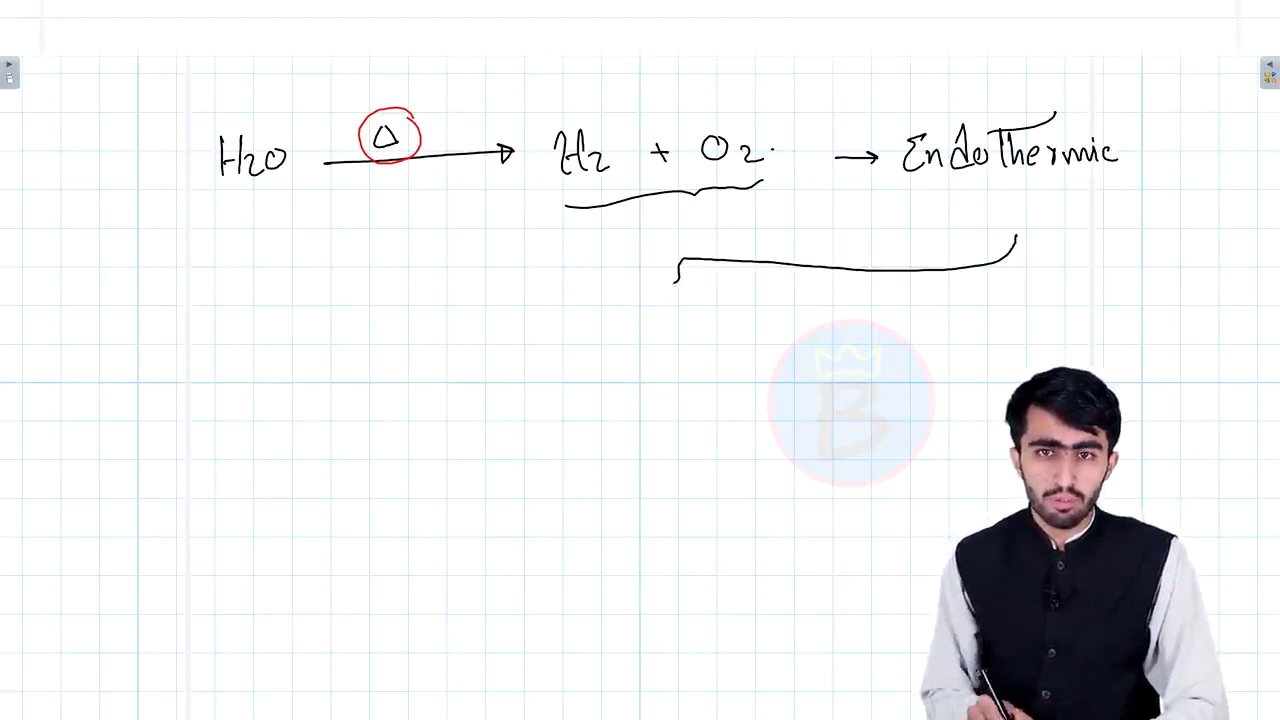 H2O Δ → H2 + O2. → Endothermic
B